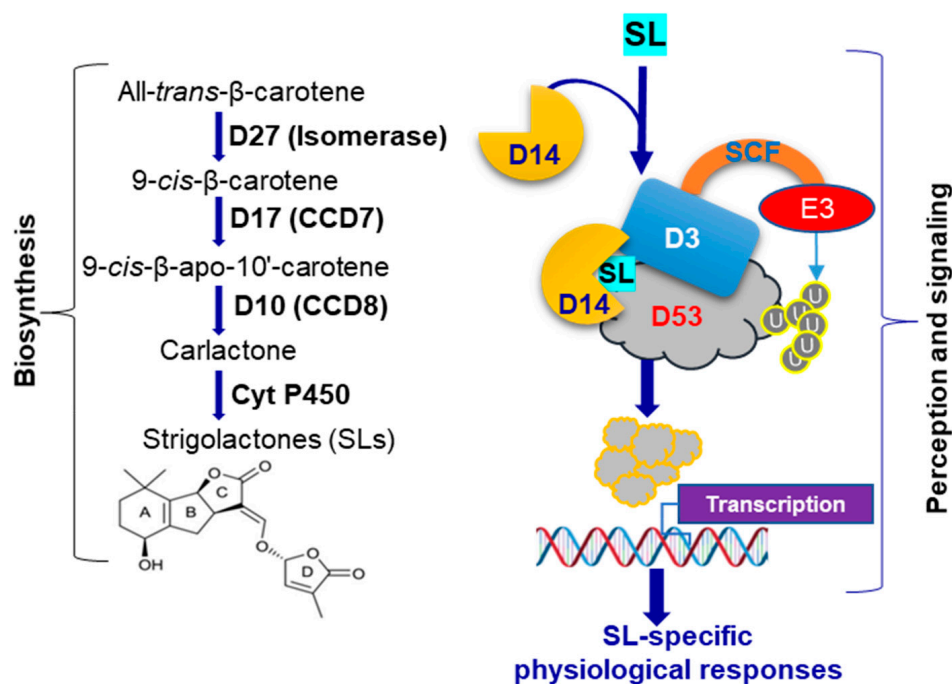 Biosynthesis
All-trans-β-carotene
D27 (Isomerase)
9-cis-β-carotene
D17 (CCD7)
9-cis-β-apo-10'-carotene
D10 (CCD8)
Carlactone
Cyt P450
Strigolactones (SLs)
O
O
C
A
B
O
O
D
O
OH
SL
D14
SCF
E3
D3
SL
D14
D53
U
U
U
U
U
U
U
Transcription
SL-specific
physiological responses
Perception and signaling